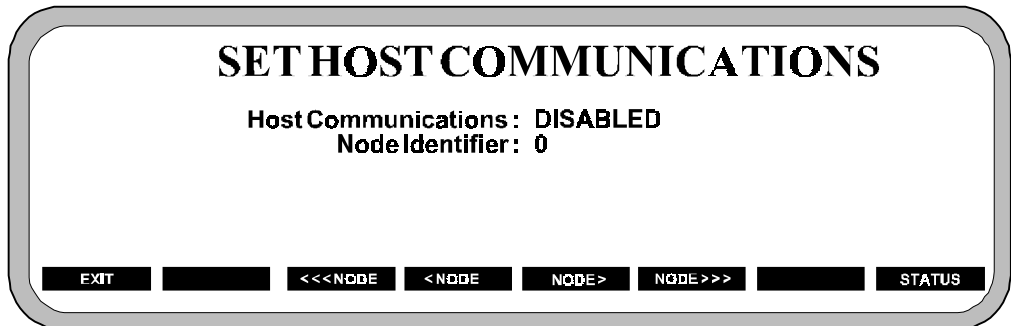 SET HOST COMMUNICATIONS
Host Communications: DISABLED
Node Identifier: 0
EXIT <<<NODE <NODE NODE> NODE>>> STATUS